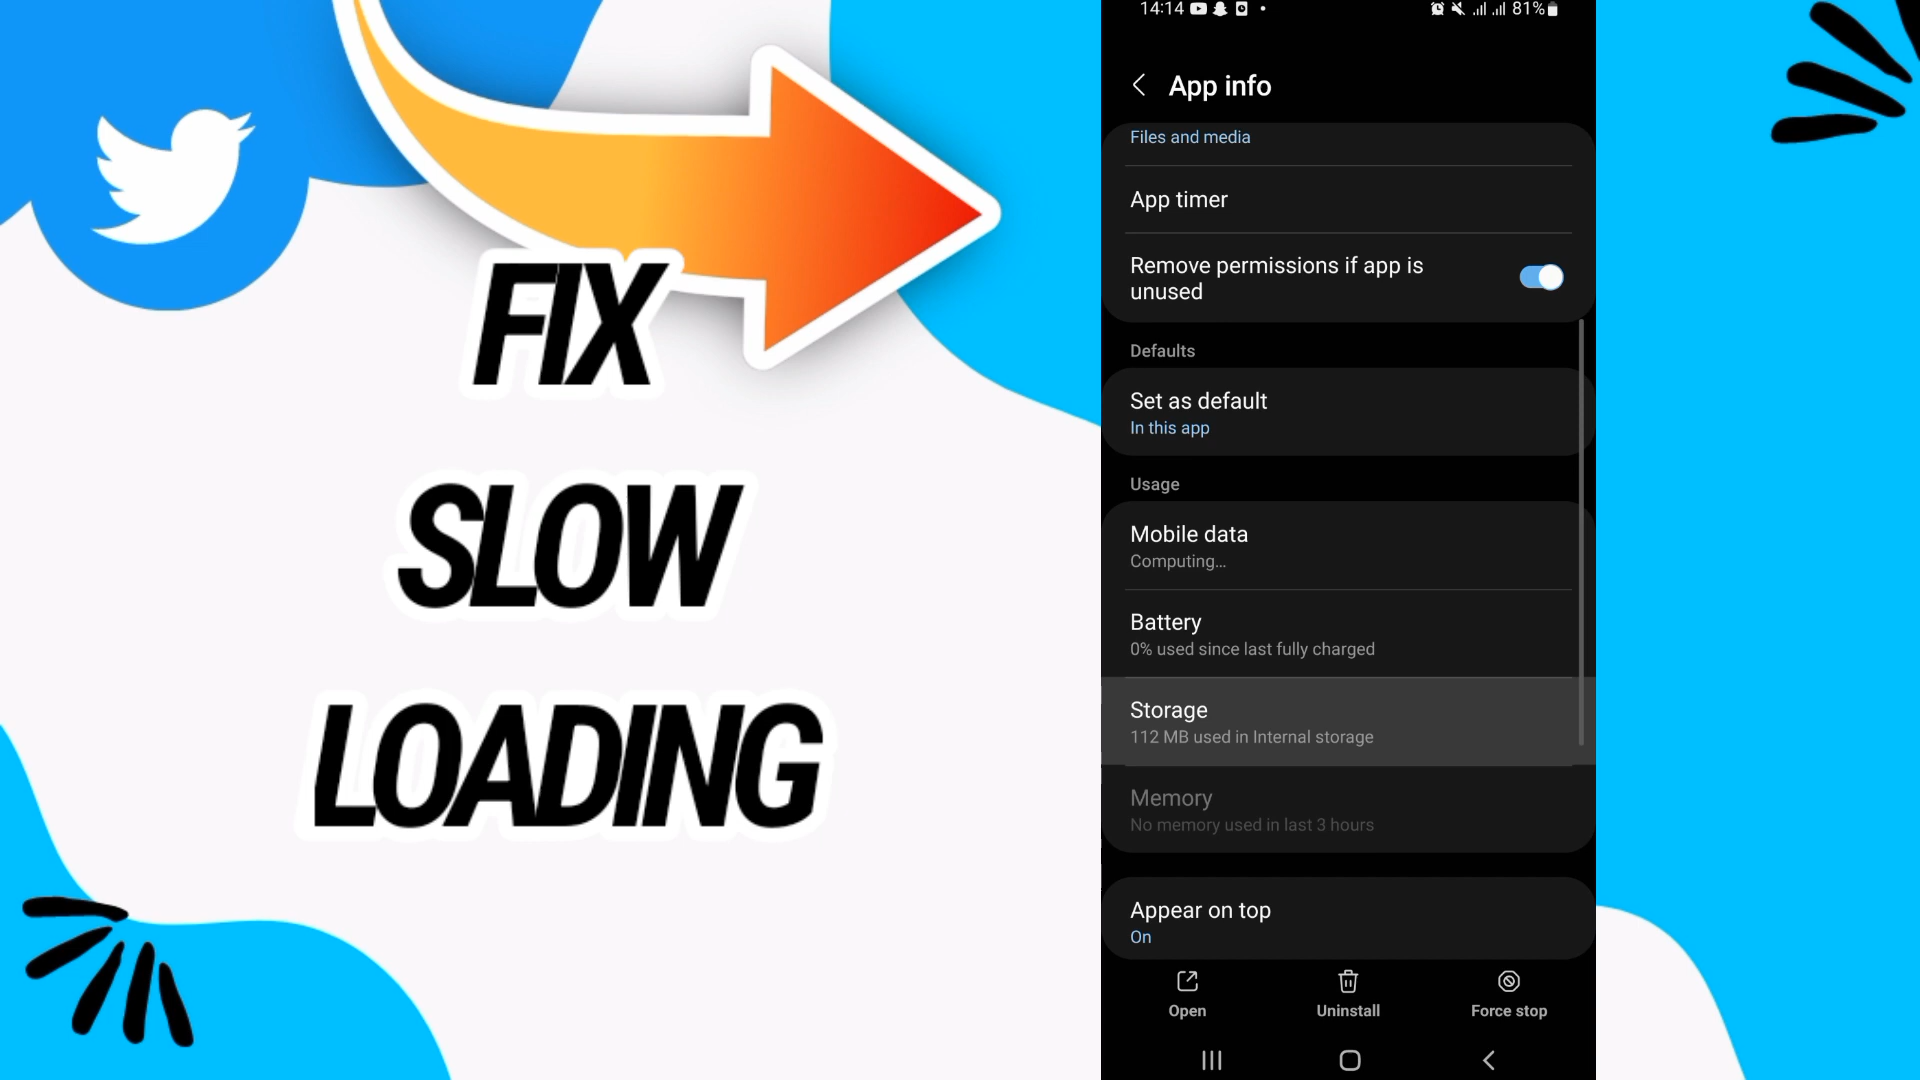 FIX
SLOW
LOADING
14:14
81%
App info
Files and media
App timer
Remove permissions if app is
unused
Defaults
Set as default
In this app
Usage
Mobile data
Computing...
Battery
0% used since last fully charged
Storage
112 MB used in Internal storage
Memory
No memory used in last 3 hours
Appear on top
On
Open
Uninstall
Force stop